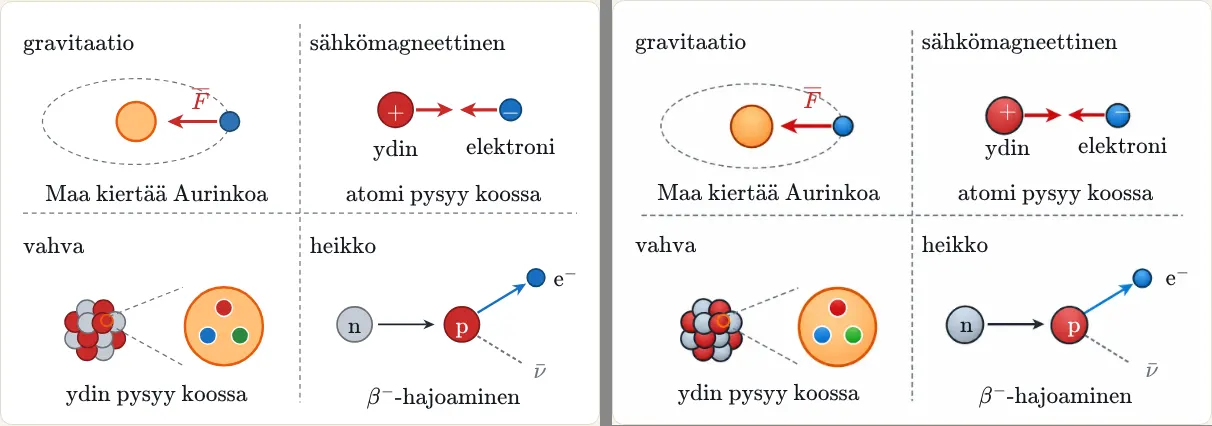 gravitaatio
sähkömagneettinen
F̅
+
−
ydin
elektroni
Maa kiertää Aurinkoa
atomi pysyy koossa
vahva
heikko
e⁻
n
p
ν̄
ydin pysyy koossa
β⁻-hajoaminen
gravitaatio
sähkömagneettinen
F̅
+
−
ydin
elektroni
Maa kiertää Aurinkoa
atomi pysyy koossa
vahva
heikko
e⁻
n
p
ν̄
ydin pysyy koossa
β⁻-hajoaminen